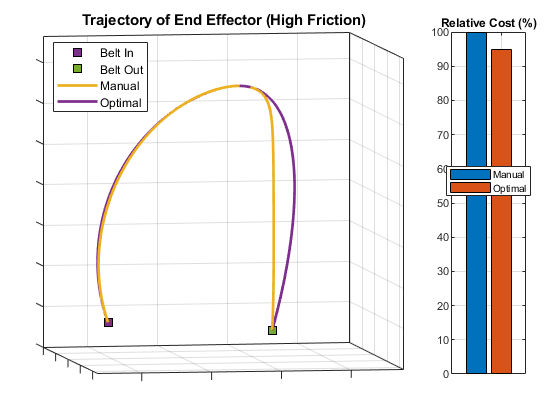 Trajectory of End Effector (High Friction)
Belt In
Belt Out
Manual
Optimal
Relative Cost (%)
100
90
80
70
60
50
40
30
20
10
0
Manual
Optimal